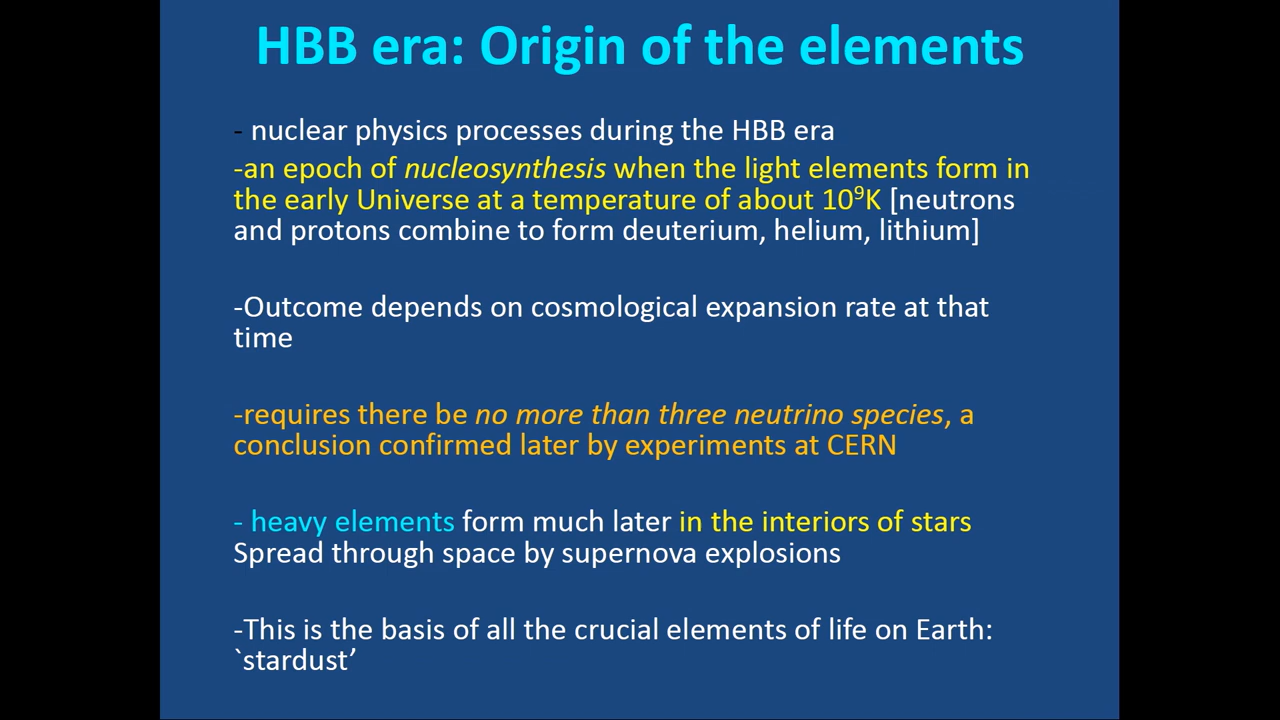 HBB era: Origin of the elements
- nuclear physics processes during the HBB era
-an epoch of nucleosynthesis when the light elements form in
the early Universe at a temperature of about 10⁹K [neutrons
and protons combine to form deuterium, helium, lithium]
-Outcome depends on cosmological expansion rate at that
time
-requires there be no more than three neutrino species, a
conclusion confirmed later by experiments at CERN
- heavy elements form much later in the interiors of stars
Spread through space by supernova explosions
-This is the basis of all the crucial elements of life on Earth:
`stardust’